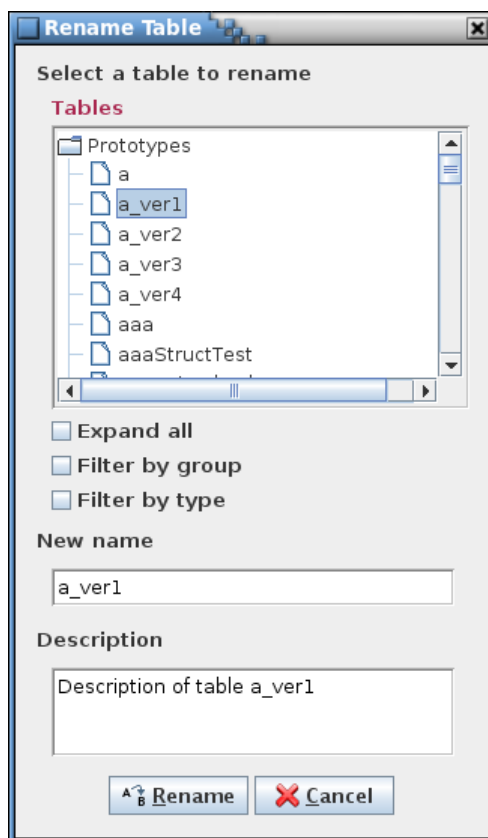 Rename Table
Select a table to rename
Tables
Prototypes
a
a_ver1
a_ver2
a_ver3
a_ver4
aaa
aaaStructTest
Expand all
Filter by group
Filter by type
New name
a_ver1
Description
Description of table a_ver1
A B Rename
Cancel